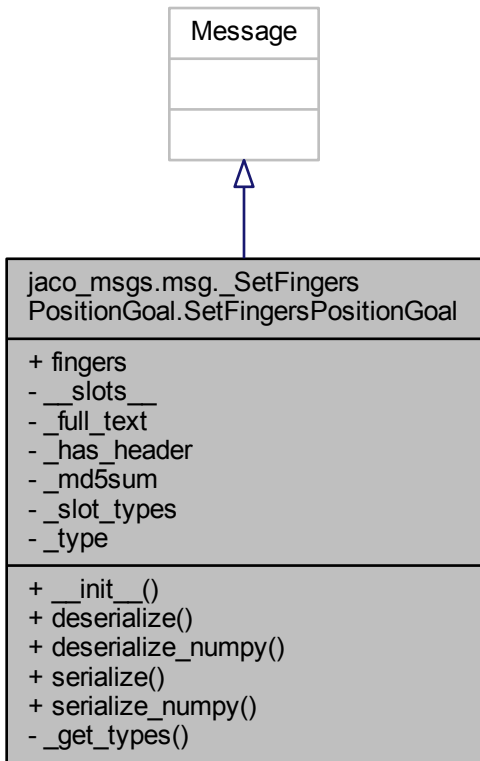 Message
jaco_msgs.msg._SetFingers
PositionGoal.SetFingersPositionGoal
+ fingers
- __slots__
- _full_text
- _has_header
- _md5sum
- _slot_types
- _type
+ __init__()
+ deserialize()
+ deserialize_numpy()
+ serialize()
+ serialize_numpy()
- _get_types()